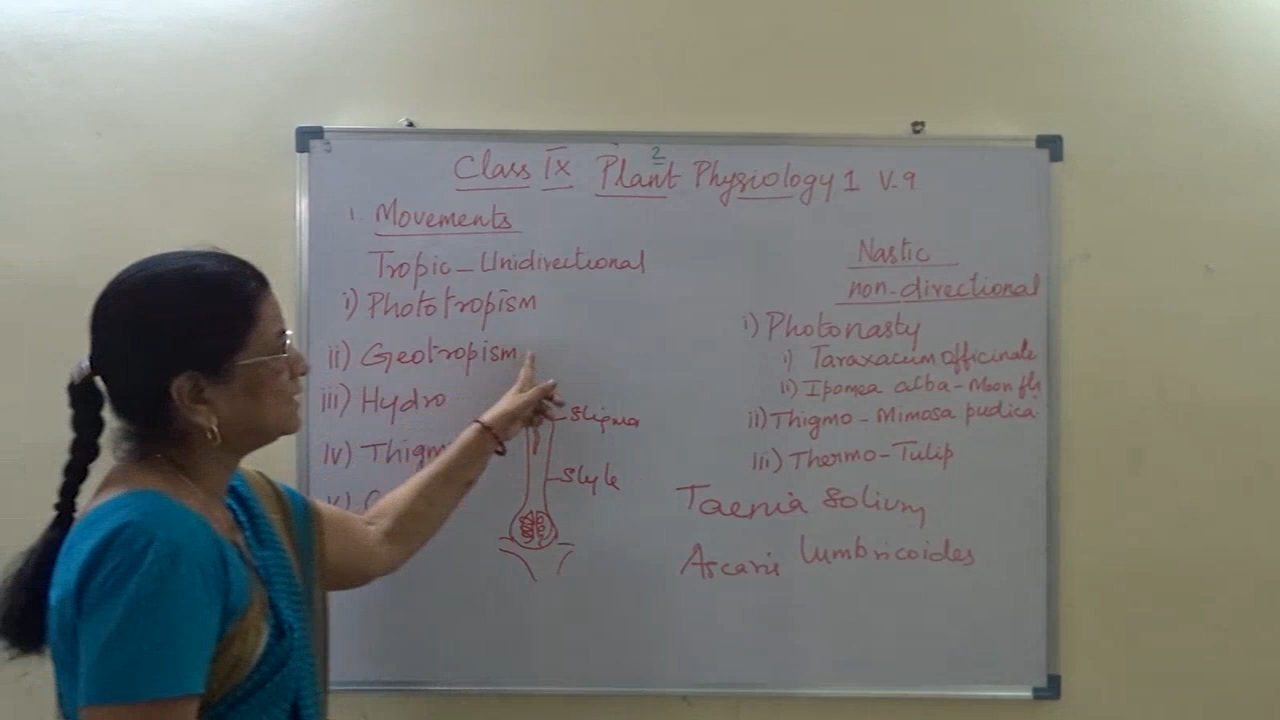 Class IX Plant 2 Physiology 1 V-9
1. Movements
Tropic - Unidirectional
i) Phototropism
ii) Geotropism
iii) Hydro
iv) Thigm
v) C
Stigma
Style
Nastic
non-directional
i) Photonasty
i) Taraxacum officinale
ii) Ipomea alba - Moon fl
ii) Thigmo - Mimosa pudica
iii) Thermo - Tulip
Taenia Solium
Ascaris lumbricoides